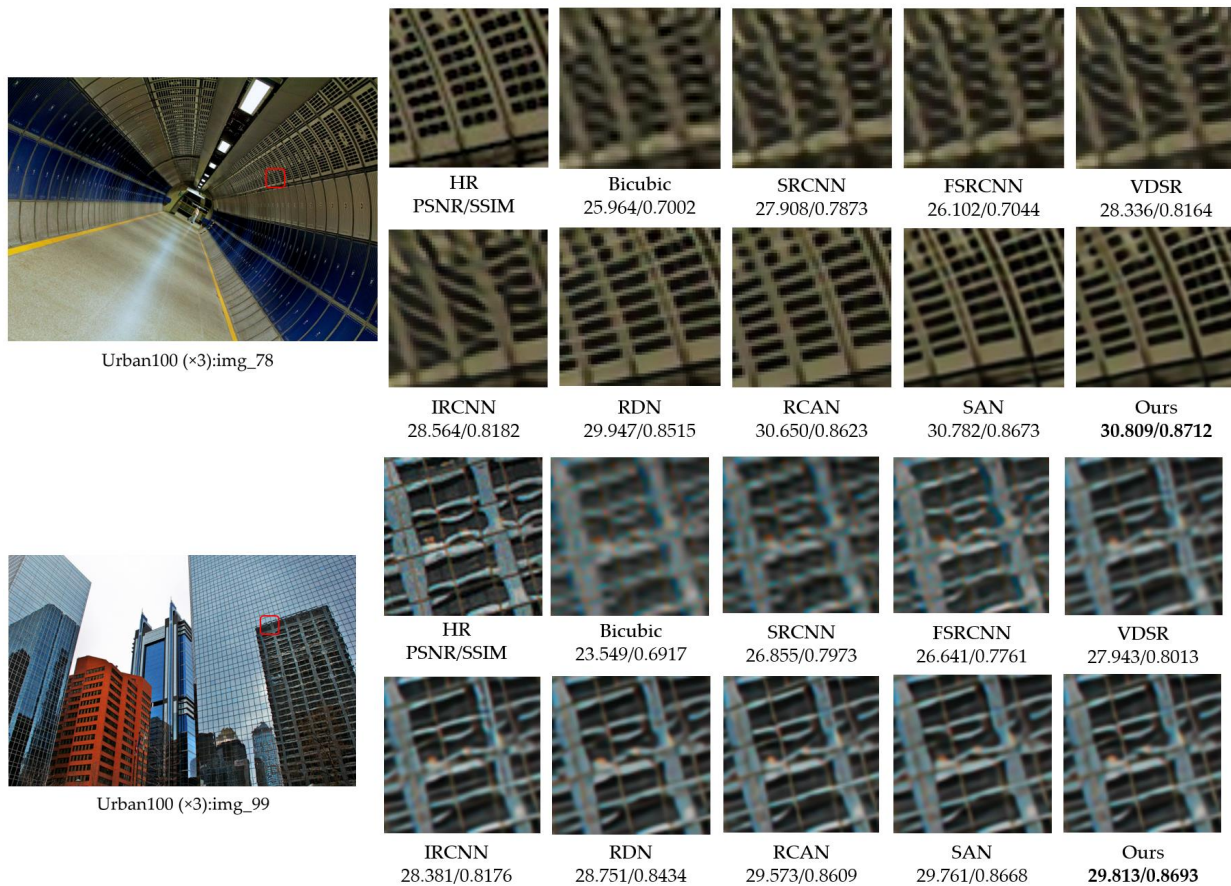 HR Bicubic SRCNN FSRCNN VDSR
PSNR/SSIM 25.964/0.7002 27.908/0.7873 26.102/0.7044 28.336/0.8164
Urban100 (×3):img_78
IRCNN RDN RCAN SAN Ours
28.564/0.8182 29.947/0.8515 30.650/0.8623 30.782/0.8673 30.809/0.8712
HR Bicubic SRCNN FSRCNN VDSR
PSNR/SSIM 23.549/0.6917 26.855/0.7973 26.641/0.7761 27.943/0.8013
Urban100 (×3):img_99
IRCNN RDN RCAN SAN Ours
28.381/0.8176 28.751/0.8434 29.573/0.8609 29.761/0.8668 29.813/0.8693